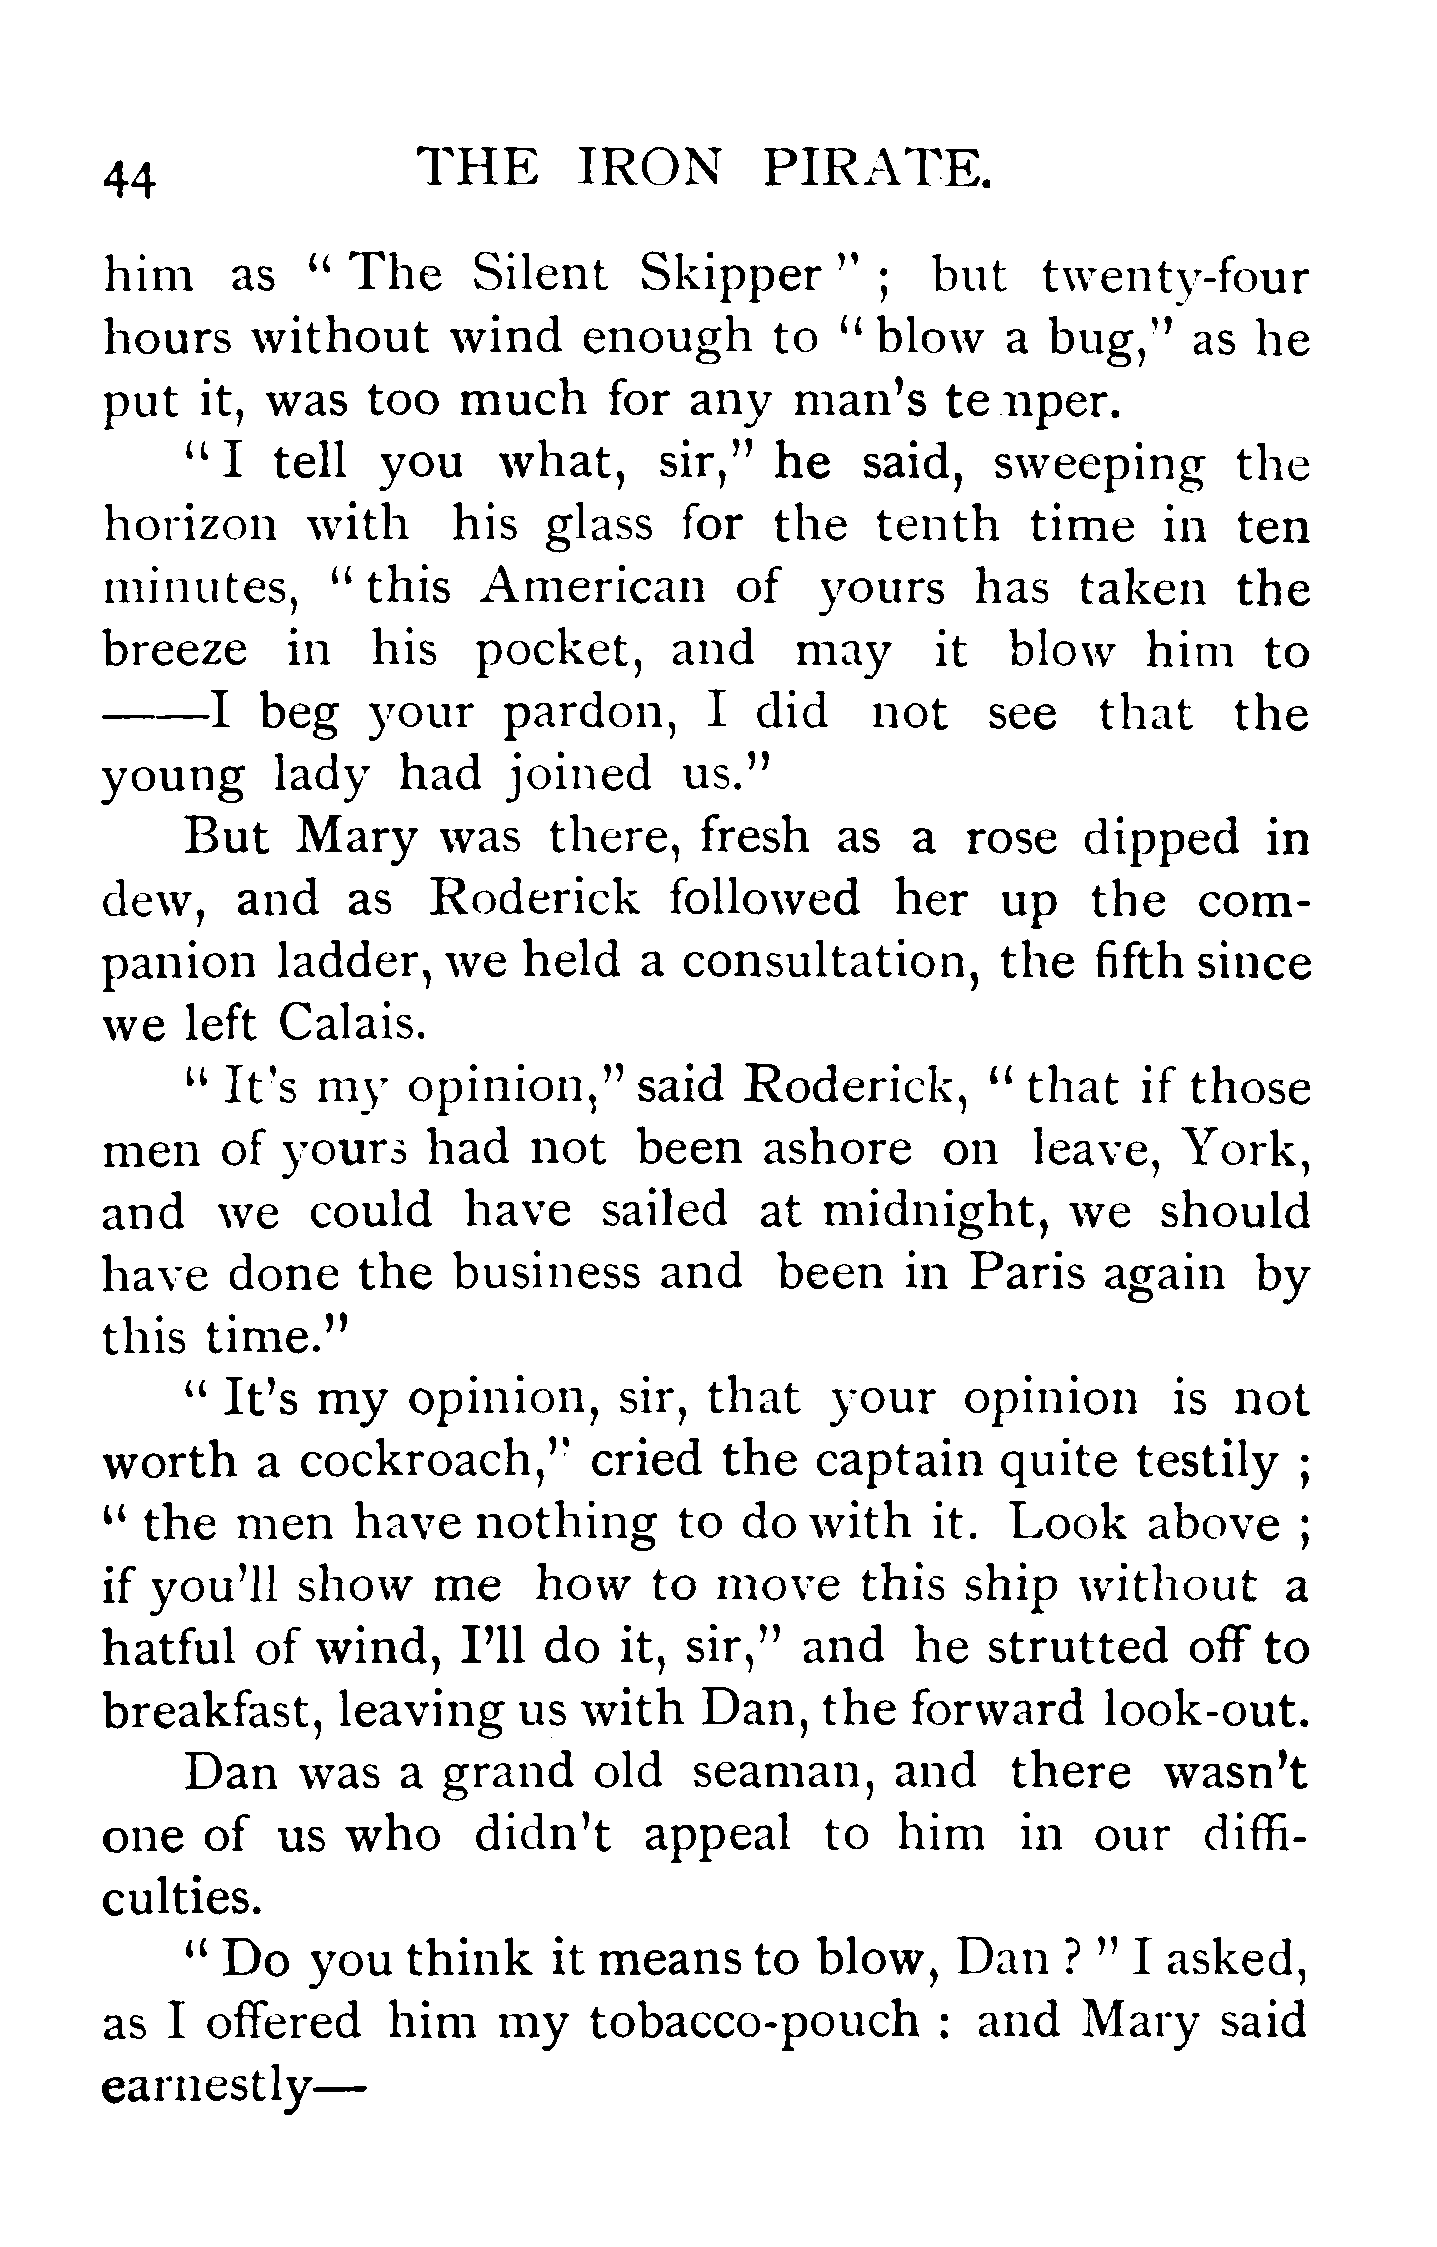 44 THE IRON PIRATE.
him as " The Silent Skipper " ; but twenty-four
hours without wind enough to " blow a bug," as he
put it, was too much for any man's temper.
" I tell you what, sir," he said, sweeping the
horizon with his glass for the tenth time in ten
minutes, " this American of yours has taken the
breeze in his pocket, and may it blow him to
——I beg your pardon, I did not see that the
young lady had joined us."
But Mary was there, fresh as a rose dipped in
dew, and as Roderick followed her up the com-
panion ladder, we held a consultation, the fifth since
we left Calais.
" It's my opinion," said Roderick, " that if those
men of yours had not been ashore on leave, York,
and we could have sailed at midnight, we should
have done the business and been in Paris again by
this time."
" It's my opinion, sir, that your opinion is not
worth a cockroach," cried the captain quite testily ;
" the men have nothing to do with it. Look above ;
if you'll show me how to move this ship without a
hatful of wind, I'll do it, sir," and he strutted off to
breakfast, leaving us with Dan, the forward look-out.
Dan was a grand old seaman, and there wasn't
one of us who didn't appeal to him in our diffi-
culties.
" Do you think it means to blow, Dan ? " I asked,
as I offered him my tobacco-pouch : and Mary said
earnestly—